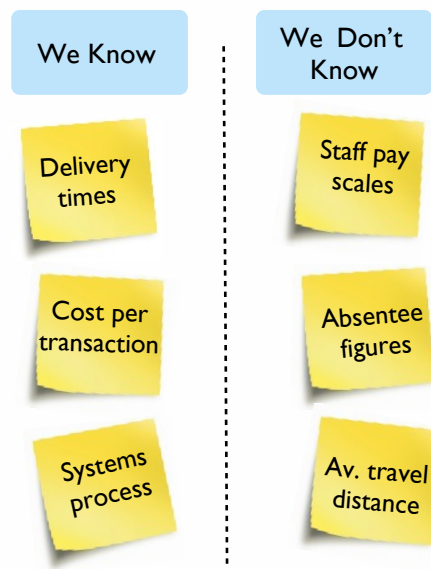 We Know
We Don't
Know
Delivery
times
Staff pay
scales
Cost per
transaction
Absentee
figures
Systems
process
Av. travel
distance